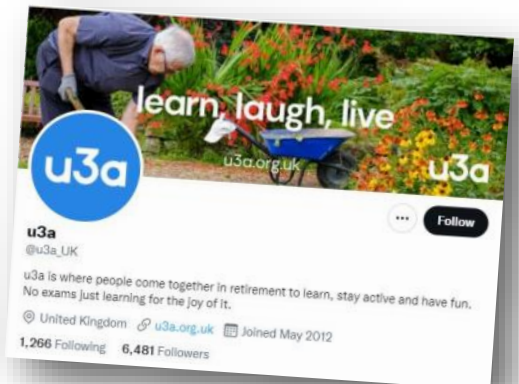 learn, laugh, live
u3a.org.uk
u3a
u3a
Follow
u3a
@u3a_UK
u3a is where people come together in retirement to learn, stay active and have fun.
No exams just learning for the joy of it.
United Kingdom u3a.org.uk Joined May 2012
1,266 Following 6,481 Followers